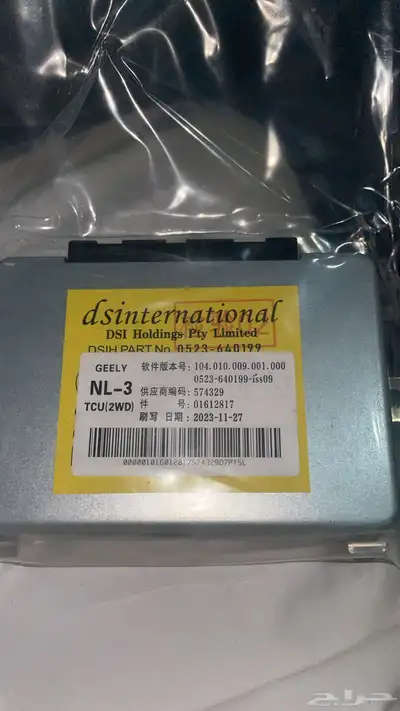 dsinternational
DSI Holdings Pty Limited
DSIH PART No 0523-640199
GEELY
NL-3
TCU(2WD)
软件版本号: 104.010.009.001.000
0523-640199-iss09
供应商编码: 574329
件 号: 01612817
刷写 日期: 2023-11-27
حراج